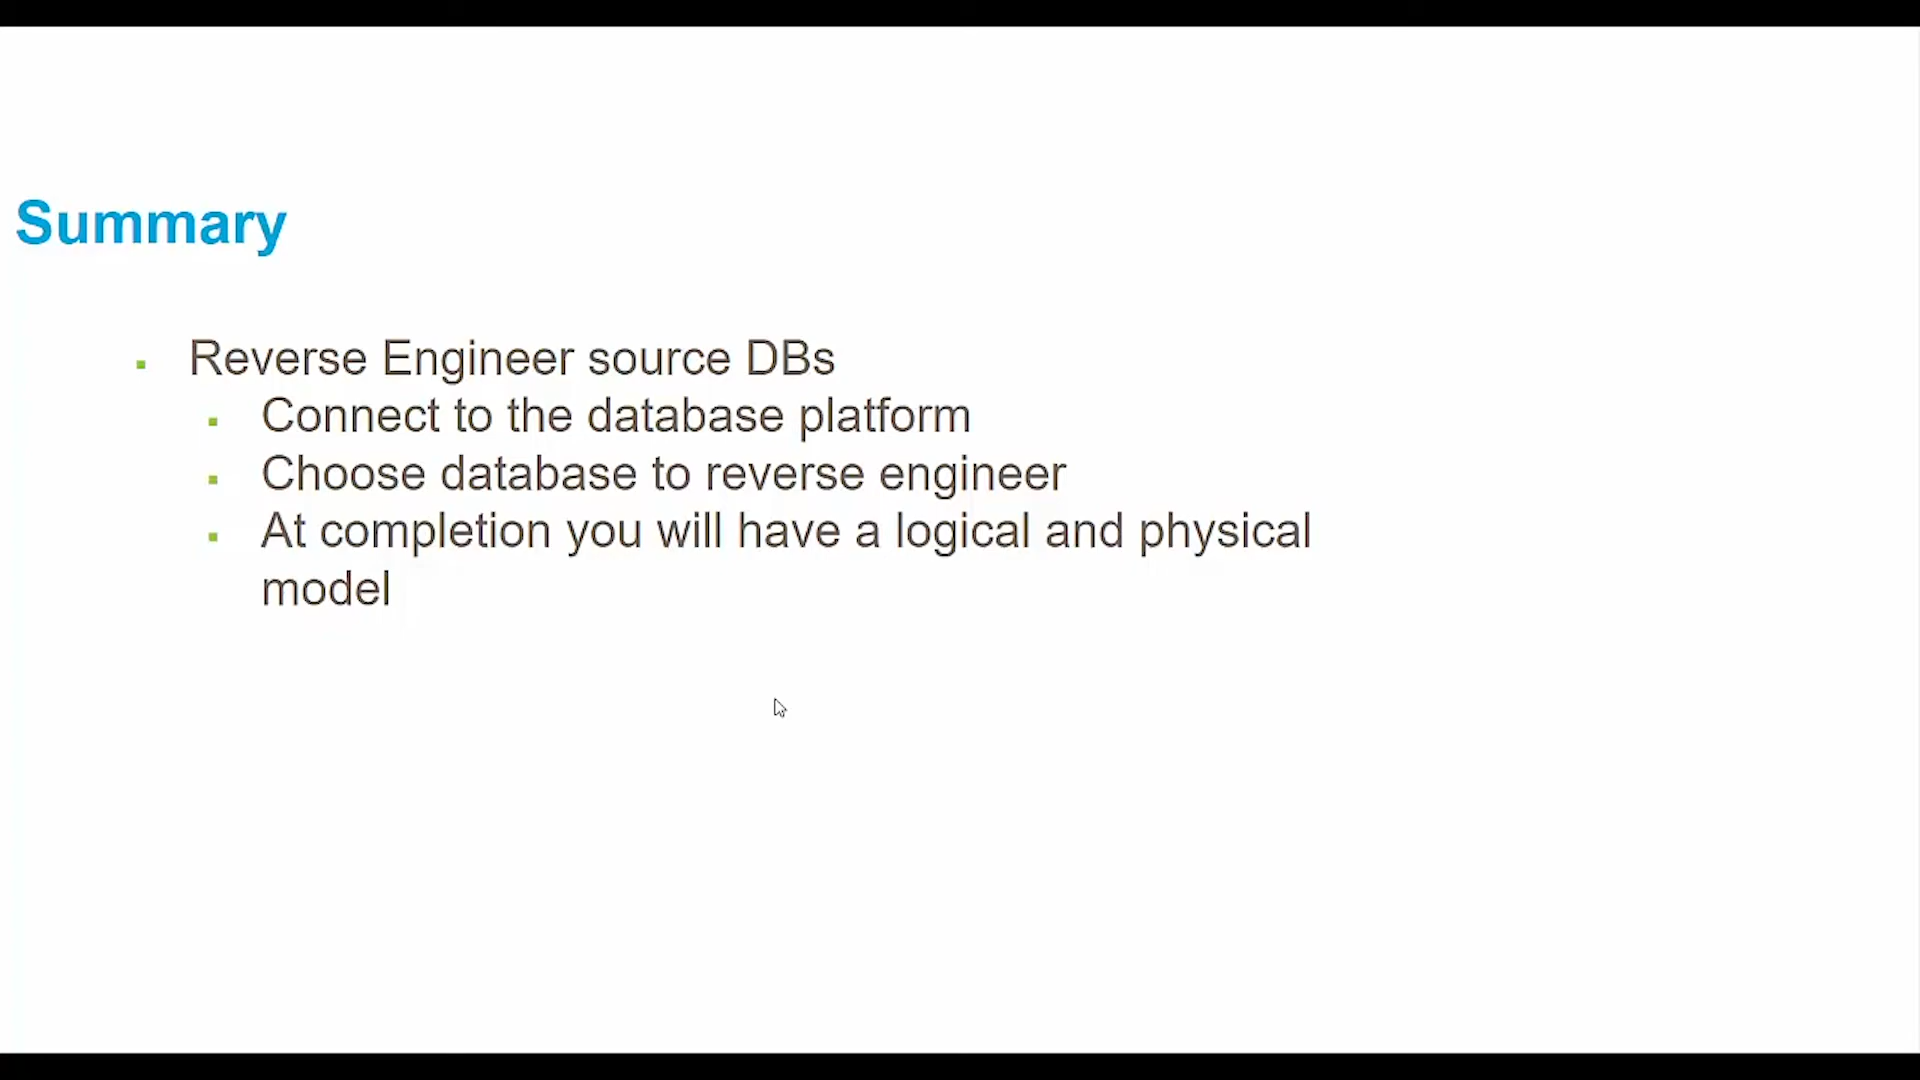 Summary
Reverse Engineer source DBs
Connect to the database platform
Choose database to reverse engineer
At completion you will have a logical and physical
model